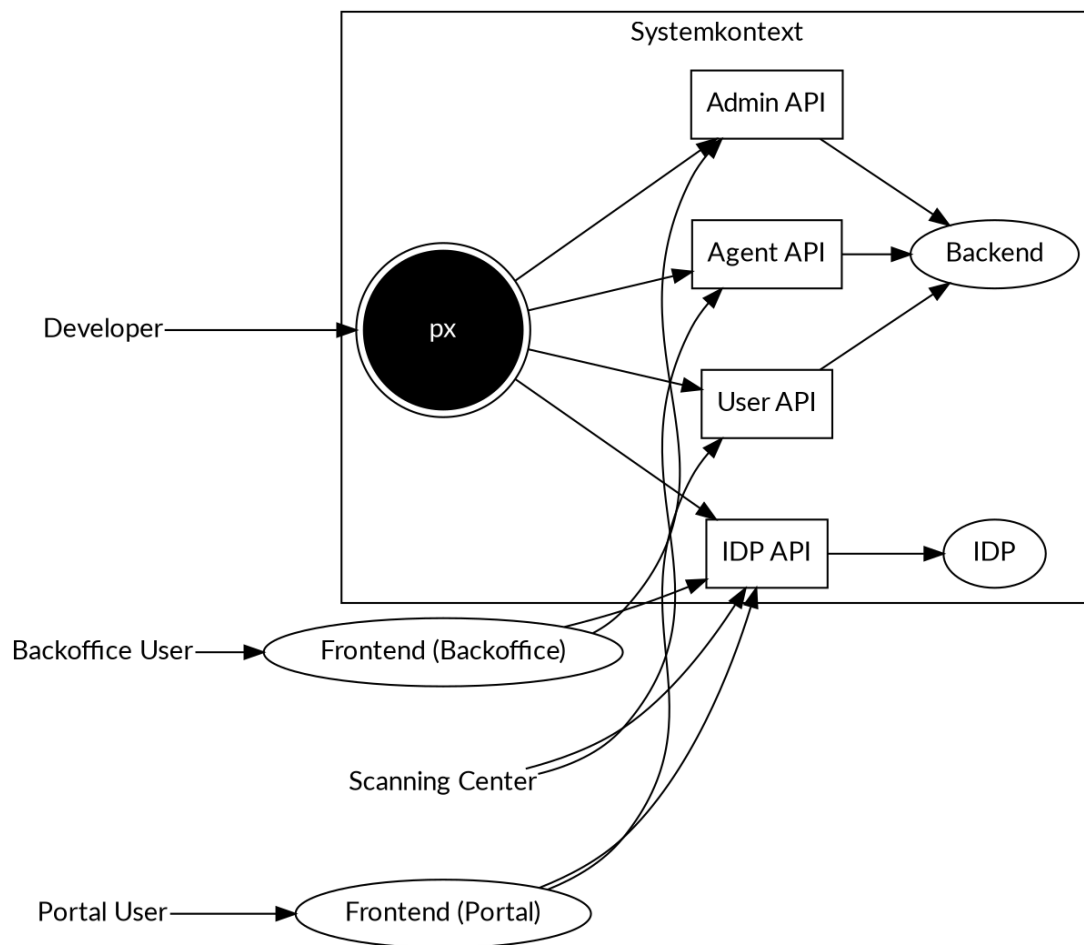 Systemkontext
Admin API
Agent API
Backend
Developer
px
User API
IDP API
IDP
Backoffice User
Frontend (Backoffice)
Scanning Center
Portal User
Frontend (Portal)